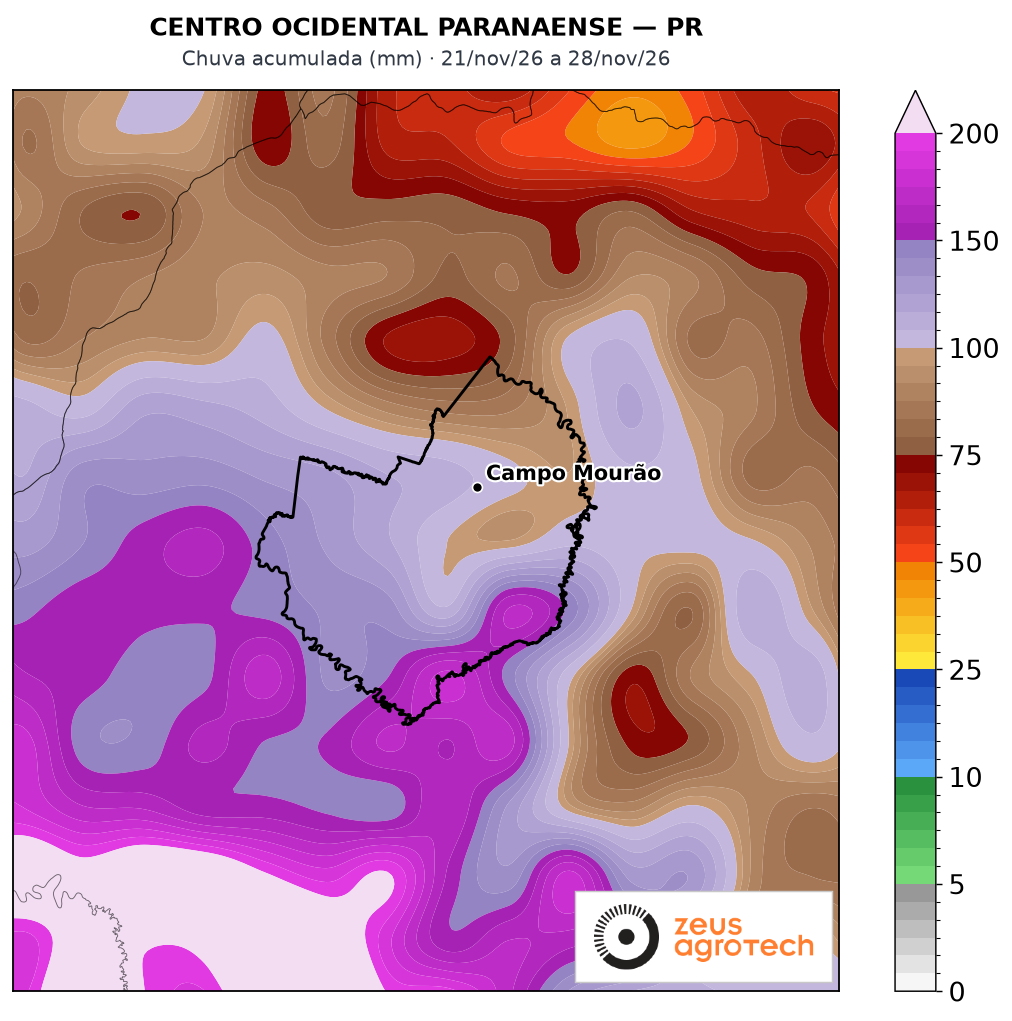 CENTRO OCIDENTAL PARANAENSE — PR
Chuva acumulada (mm) · 21/nov/26 a 28/nov/26
200
150
100
75
50
25
10
5
0
Campo Mourão
zeus
agrotech